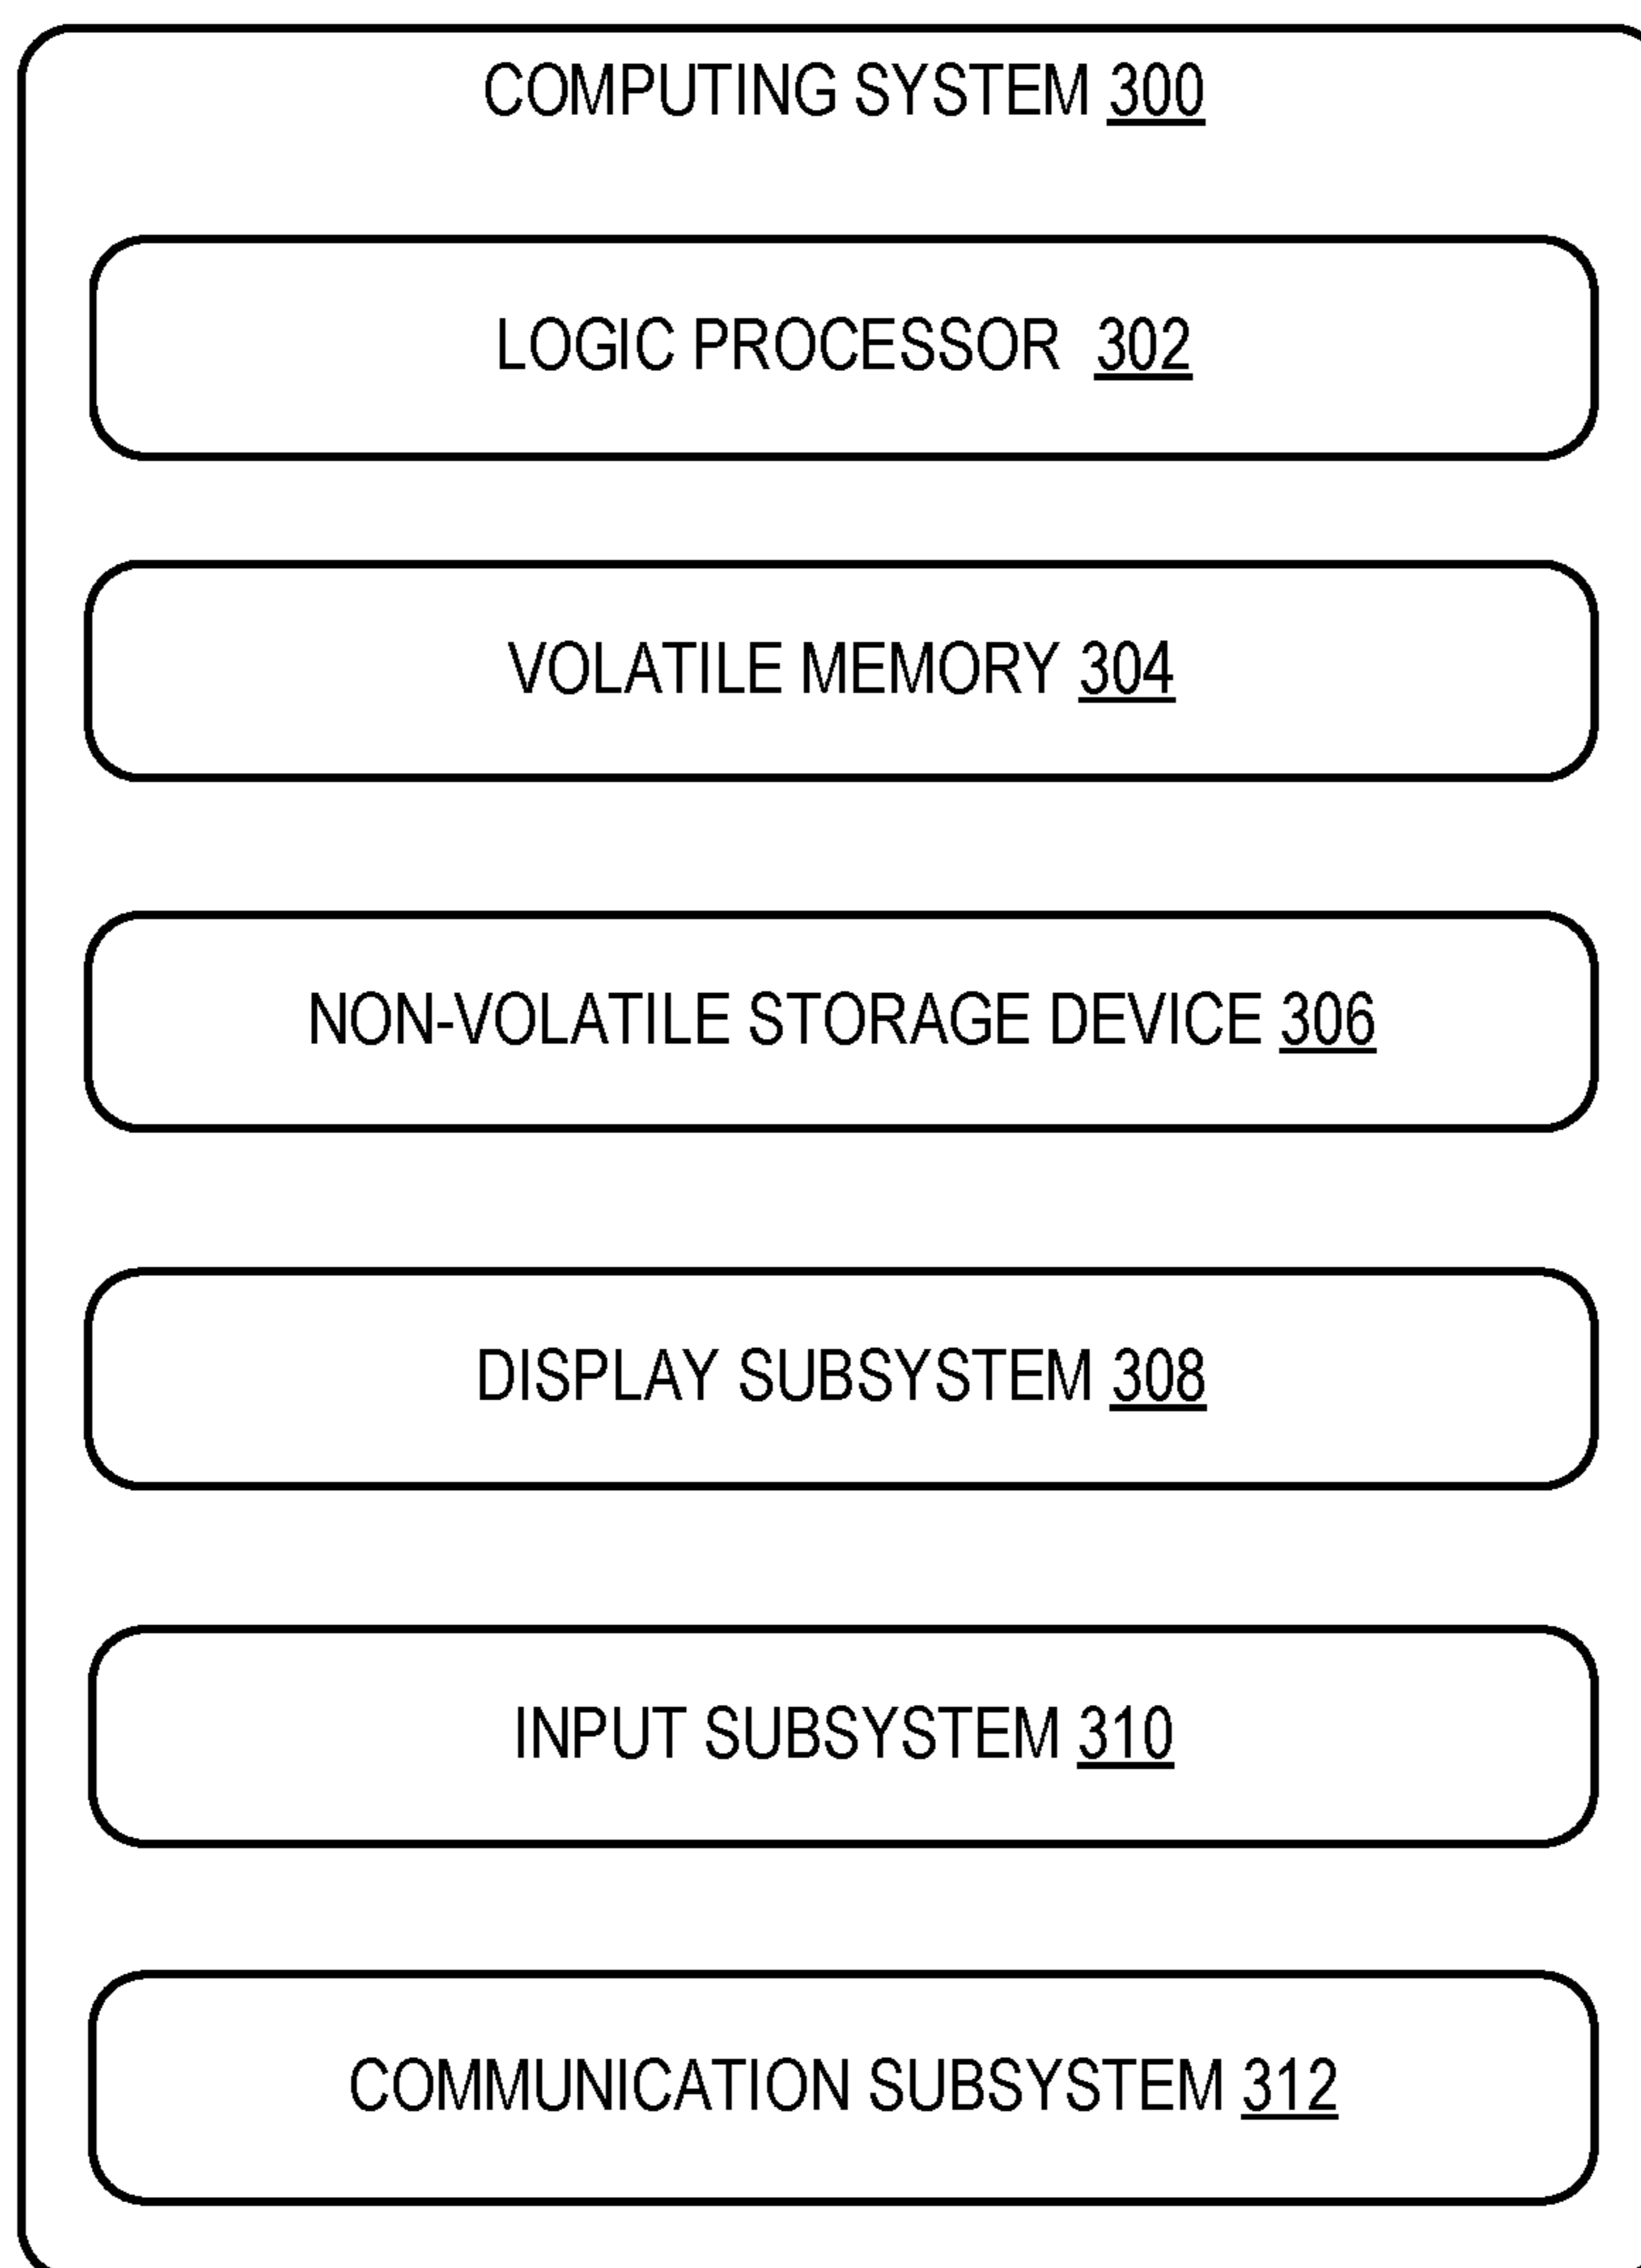 COMPUTING SYSTEM 300
LOGIC PROCESSOR 302
VOLATILE MEMORY 304
NON-VOLATILE STORAGE DEVICE 306
DISPLAY SUBSYSTEM 308
INPUT SUBSYSTEM 310
COMMUNICATION SUBSYSTEM 312